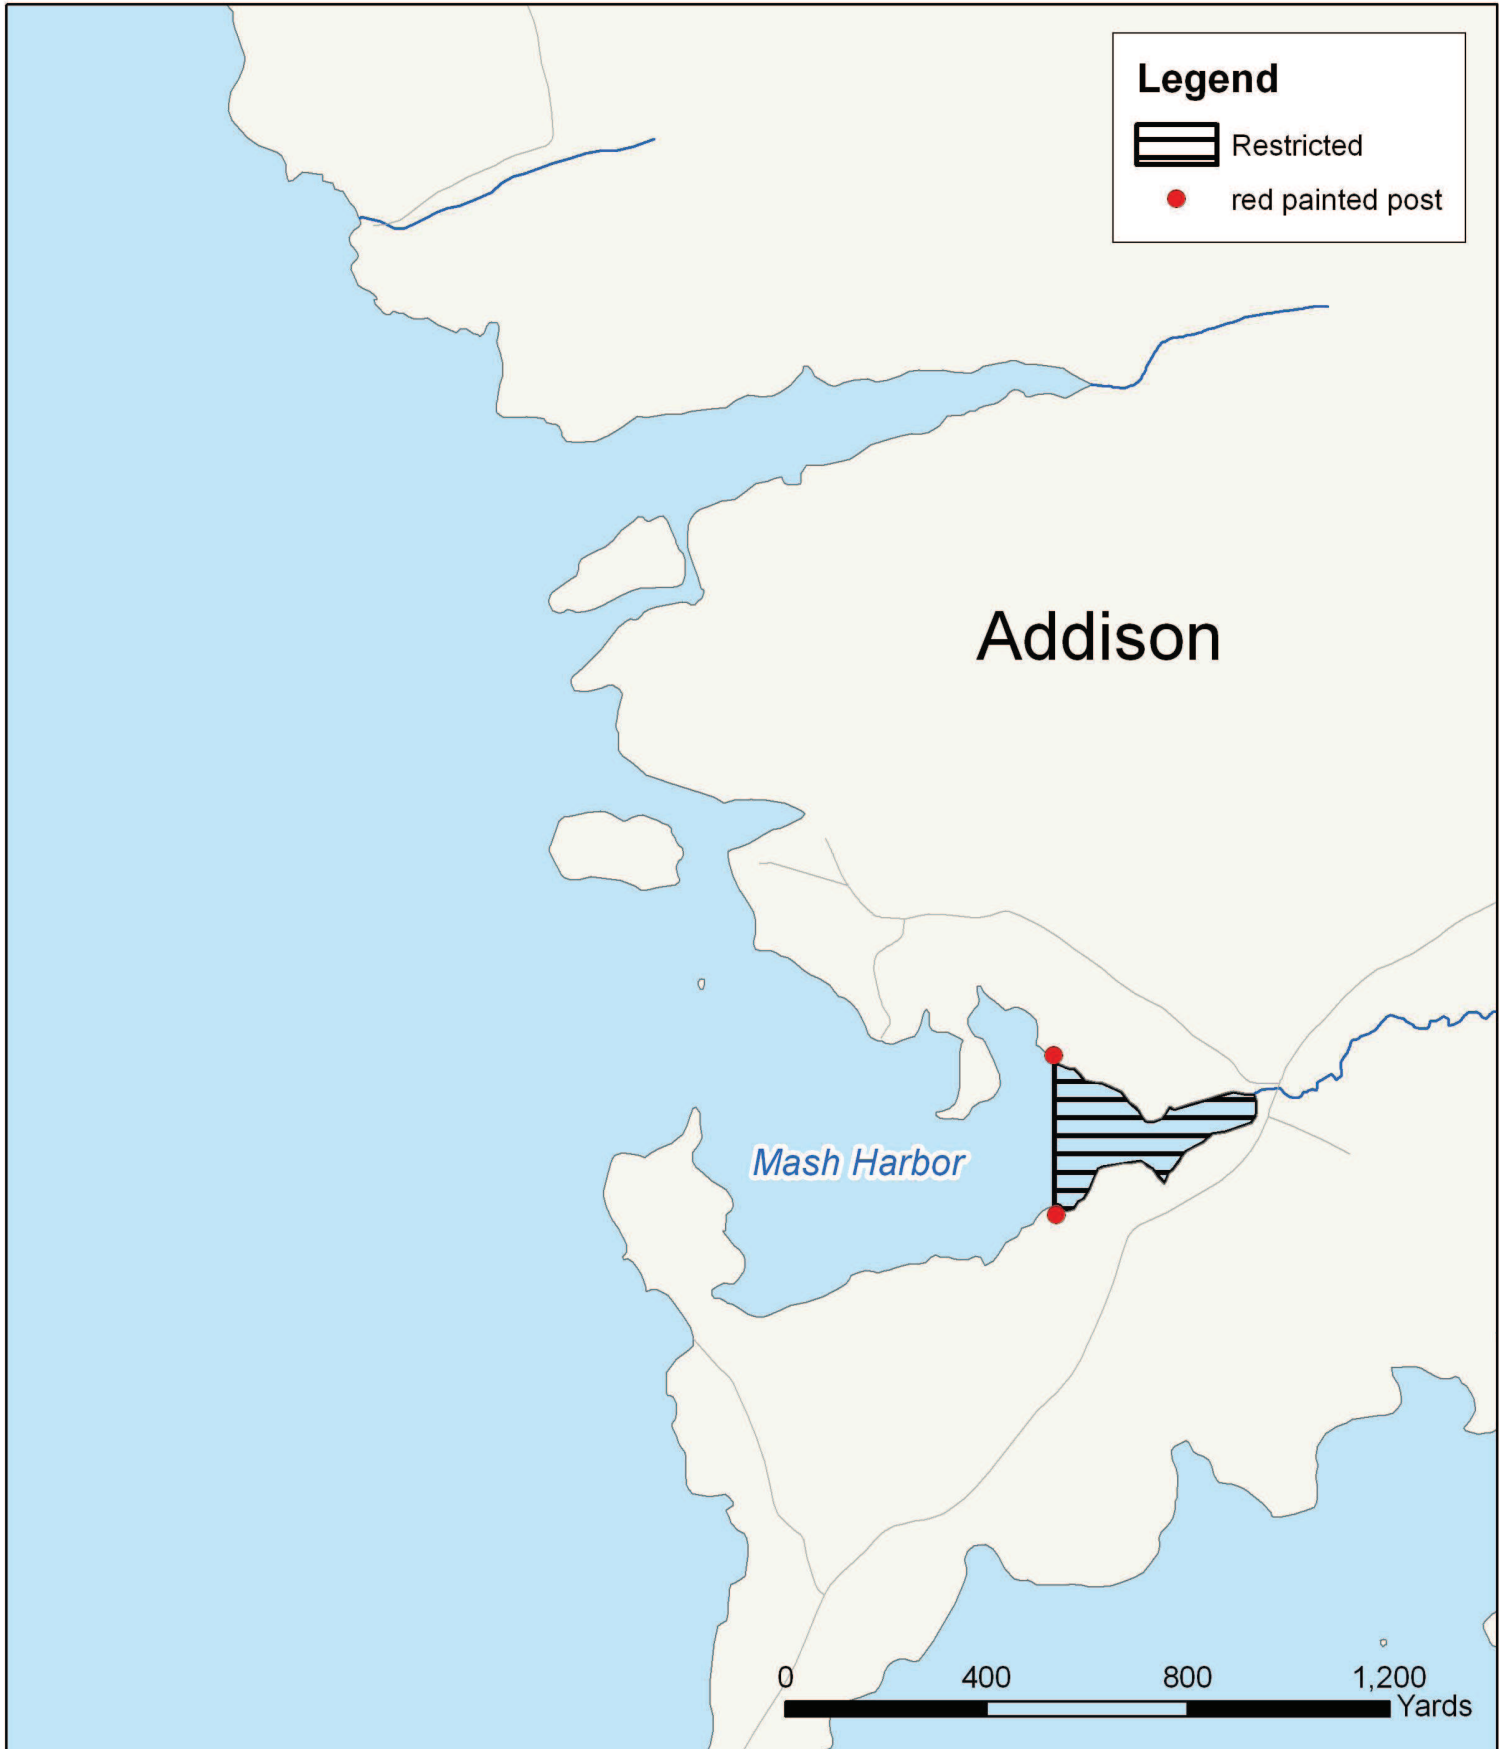 Legend
Restricted
red painted post
Addison
Mash Harbor
0 400 800 1,200
Yards